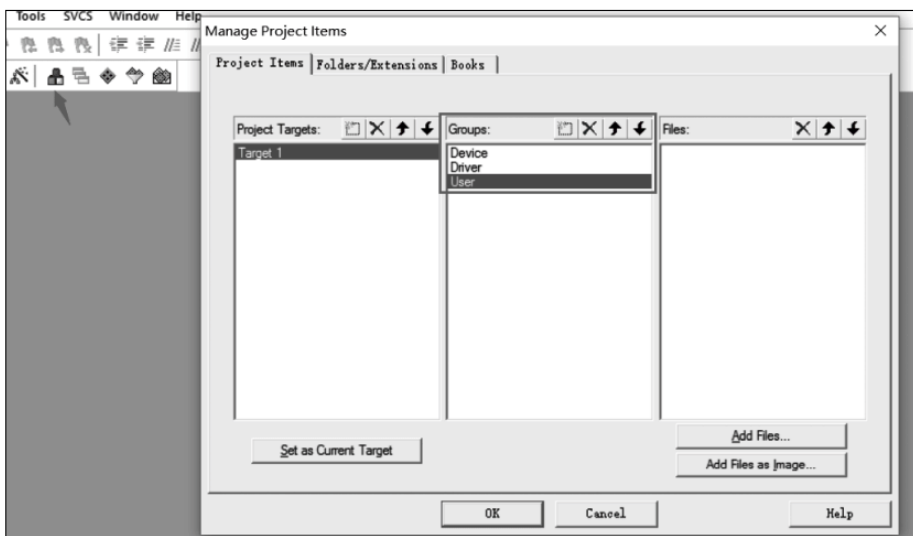 Tools SVCS Window Help
Manage Project Items
Project Items Folders/Extensions Books
Project Targets: Groups: Files:
Target 1
Device
Driver
User
Set as Current Target
Add Files...
Add Files as Image...
OK Cancel Help